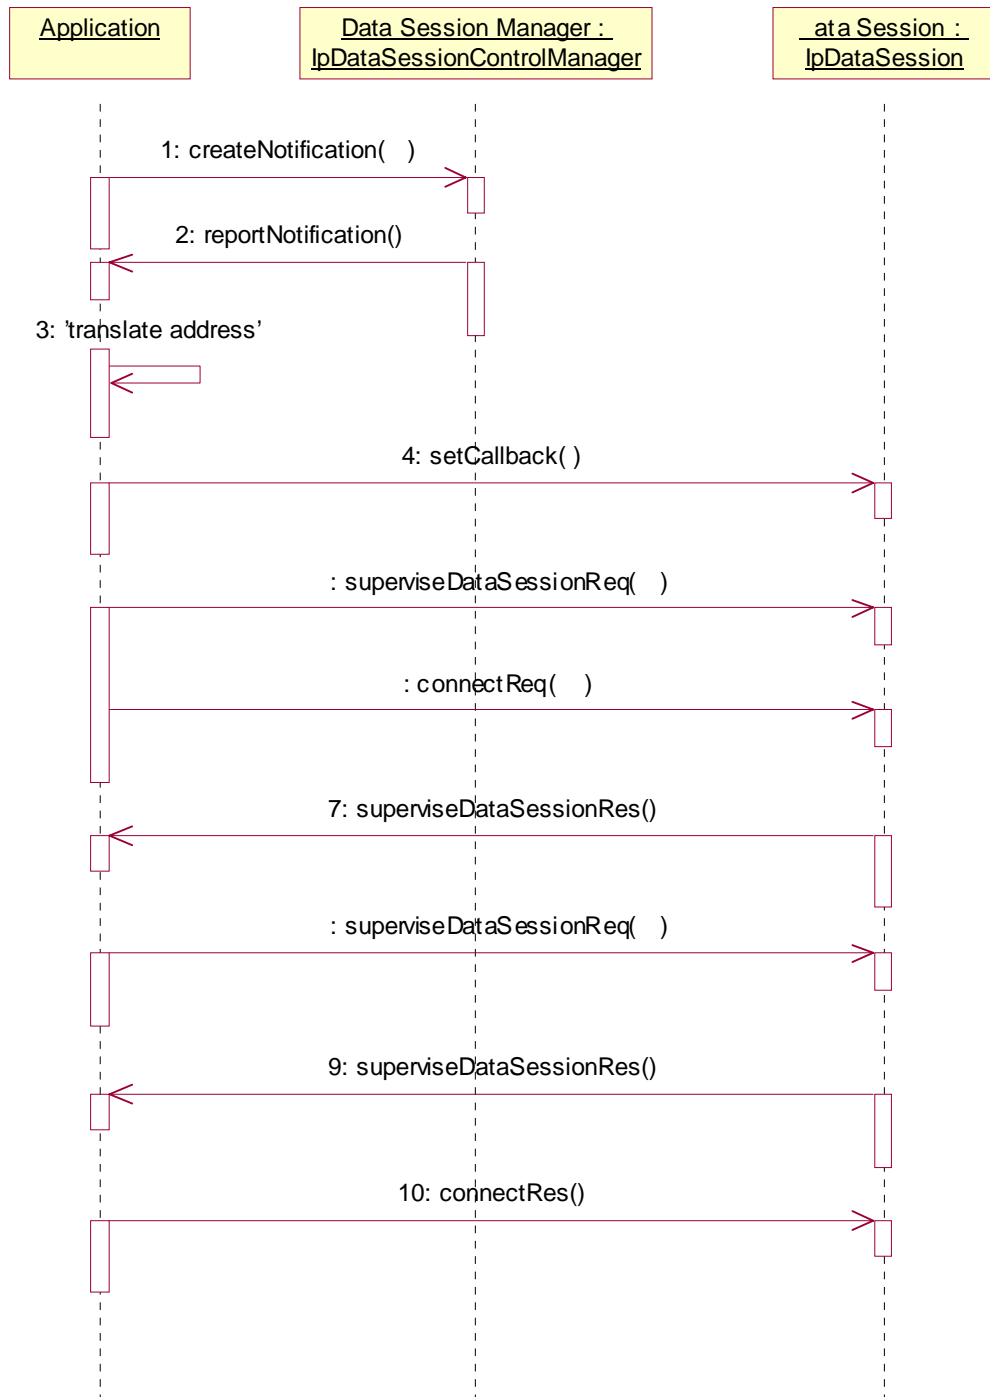 Application
Data Session Manager :
IpDataSessionControlManager
ata Session :
IpDataSession
1: createNotification( )
2: reportNotification()
3: 'translate address'
4: setCallback( )
: superviseDataSessionReq( )
: connectReq( )
7: superviseDataSessionRes()
: superviseDataSessionReq( )
9: superviseDataSessionRes()
10: connectRes()